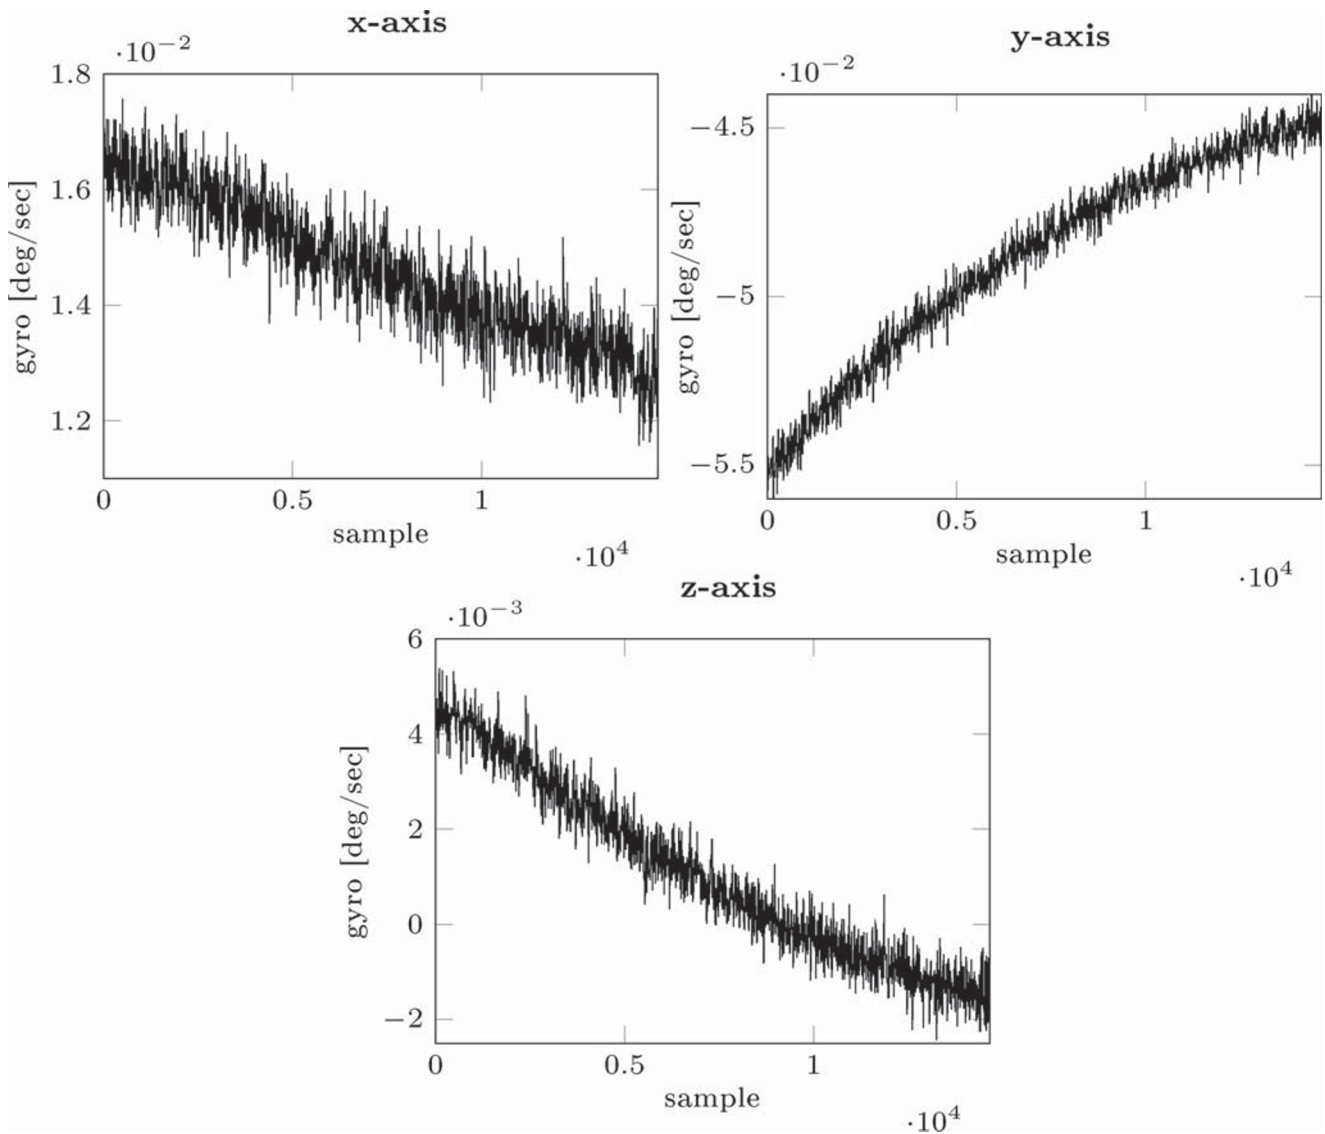 x-axis
·10⁻²
1.8
1.6
1.4
1.2
gyro [deg/sec]
0 0.5 1
sample
·10⁴
y-axis
·10⁻²
−4.5
−5
−5.5
gyro [deg/sec]
0 0.5 1
sample
·10⁴
z-axis
·10⁻³
6
4
2
0
−2
gyro [deg/sec]
0 0.5 1
sample
·10⁴